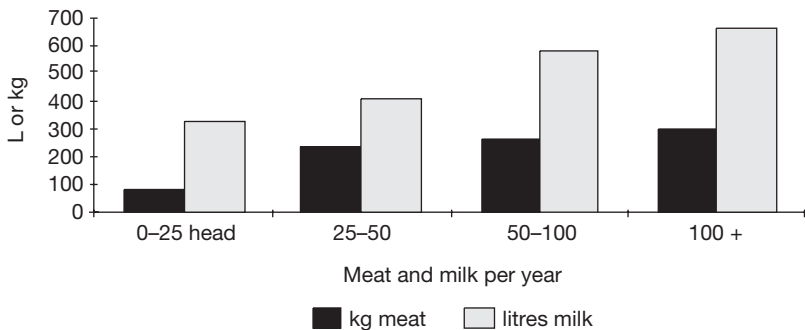 L or kg
700
600
500
400
300
200
100
0
0–25 head
25–50
50–100
100 +
Meat and milk per year
kg meat
litres milk